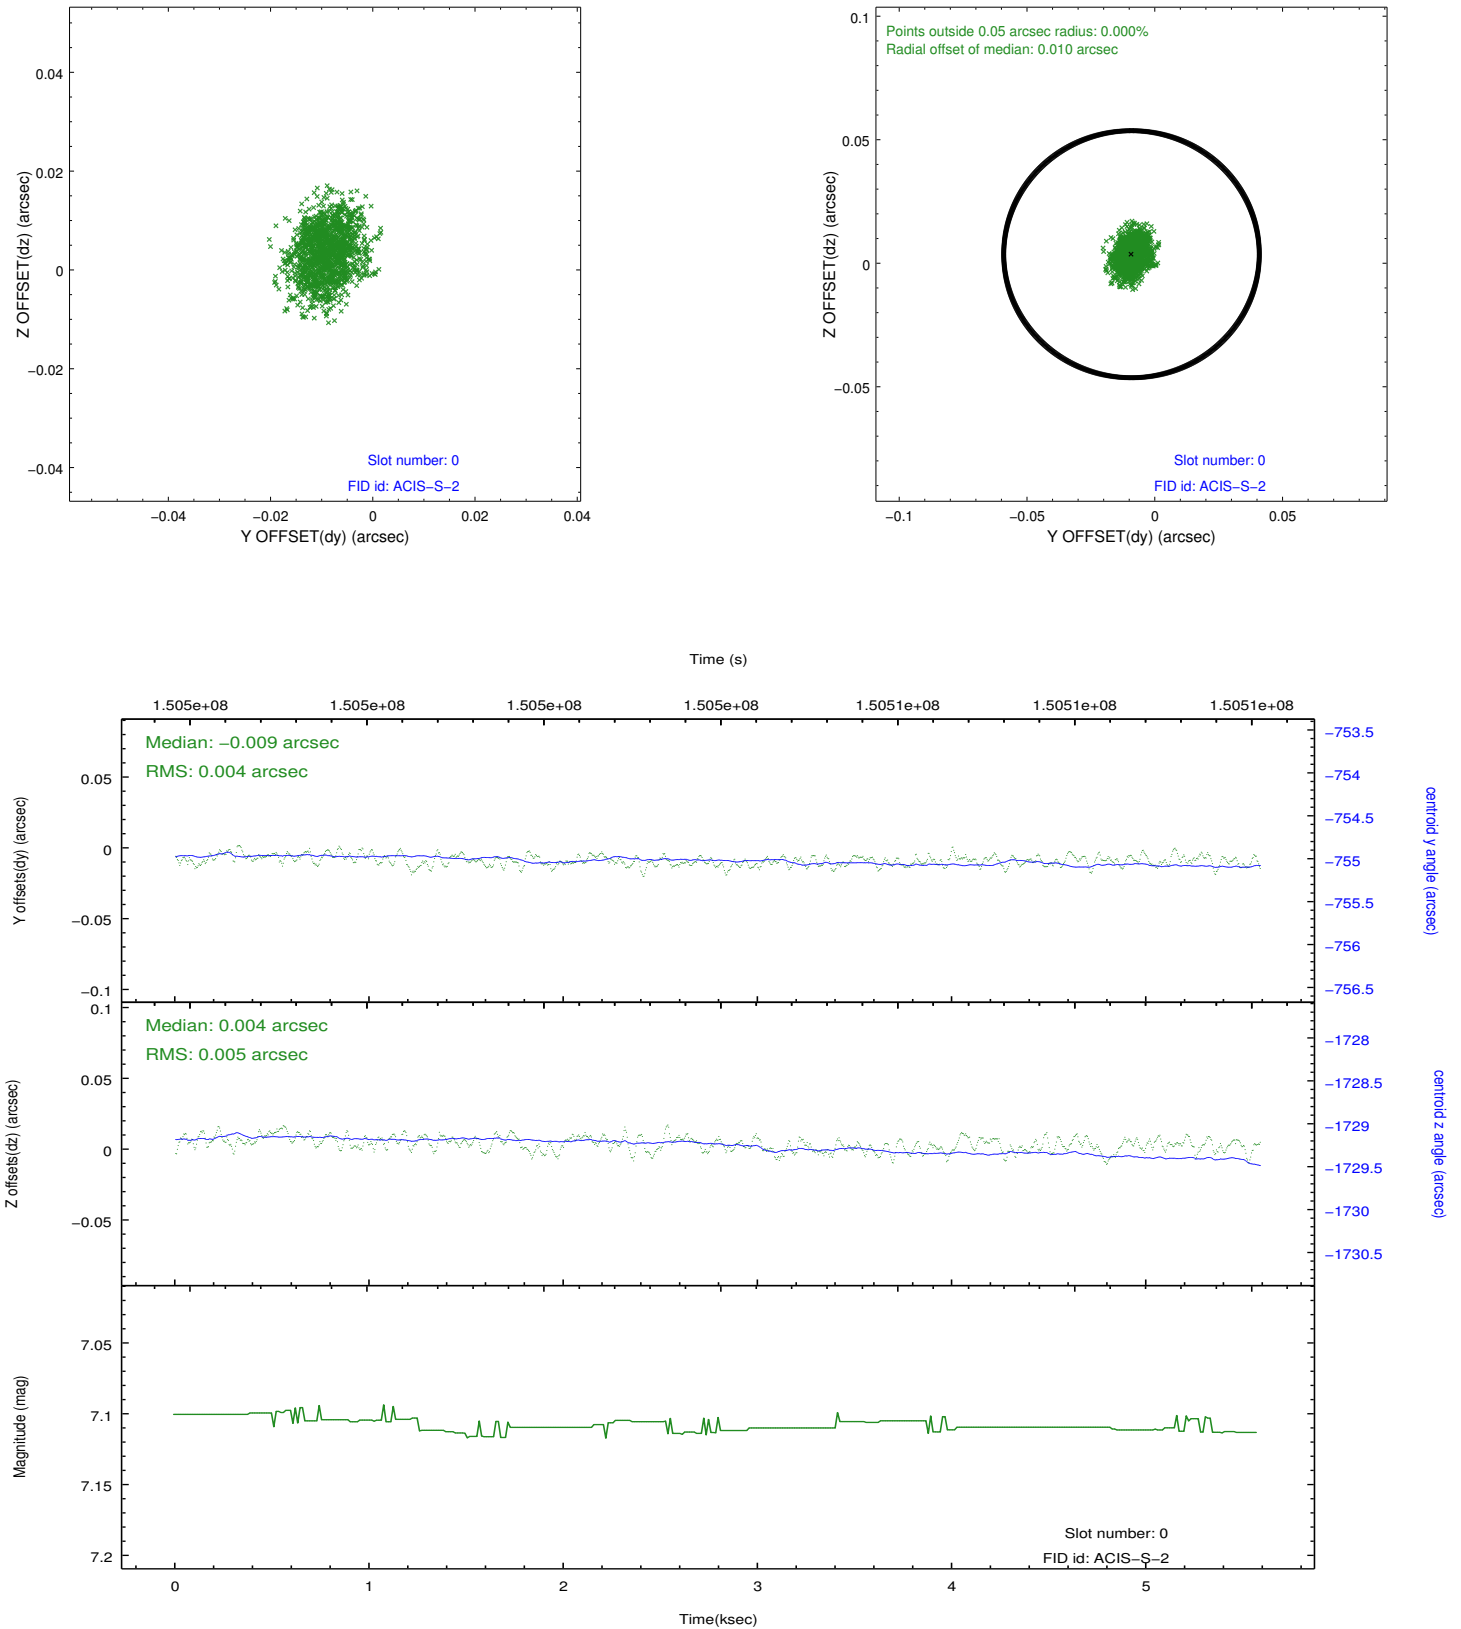 0.04
0.02
0
−0.02
−0.04
Z OFFSET(dz) (arcsec)
Slot number: 0
FID id: ACIS−S−2
−0.04
−0.02
0
0.02
0.04
Y OFFSET(dy) (arcsec)
Points outside 0.05 arcsec radius: 0.000%
Radial offset of median: 0.010 arcsec
0.1
0.05
0
−0.05
Z OFFSET(dz) (arcsec)
Slot number: 0
FID id: ACIS−S−2
−0.1
−0.05
0
0.05
Y OFFSET(dy) (arcsec)
Time (s)
1.505e+08
1.505e+08
1.505e+08
1.505e+08
1.5051e+08
1.5051e+08
1.5051e+08
Median: −0.009 arcsec
RMS: 0.004 arcsec
0.05
0
−0.05
−0.1
Y offsets(dy) (arcsec)
−753.5
−754
−754.5
−755
−755.5
−756
−756.5
centroid y angle (arcsec)
Median: 0.004 arcsec
RMS: 0.005 arcsec
0.1
0.05
0
−0.05
Z offsets(dz) (arcsec)
−1728
−1728.5
−1729
−1729.5
−1730
−1730.5
centroid z angle (arcsec)
7.05
7.1
7.15
7.2
Magnitude (mag)
Slot number: 0
FID id: ACIS−S−2
0
1
2
3
4
5
Time(ksec)